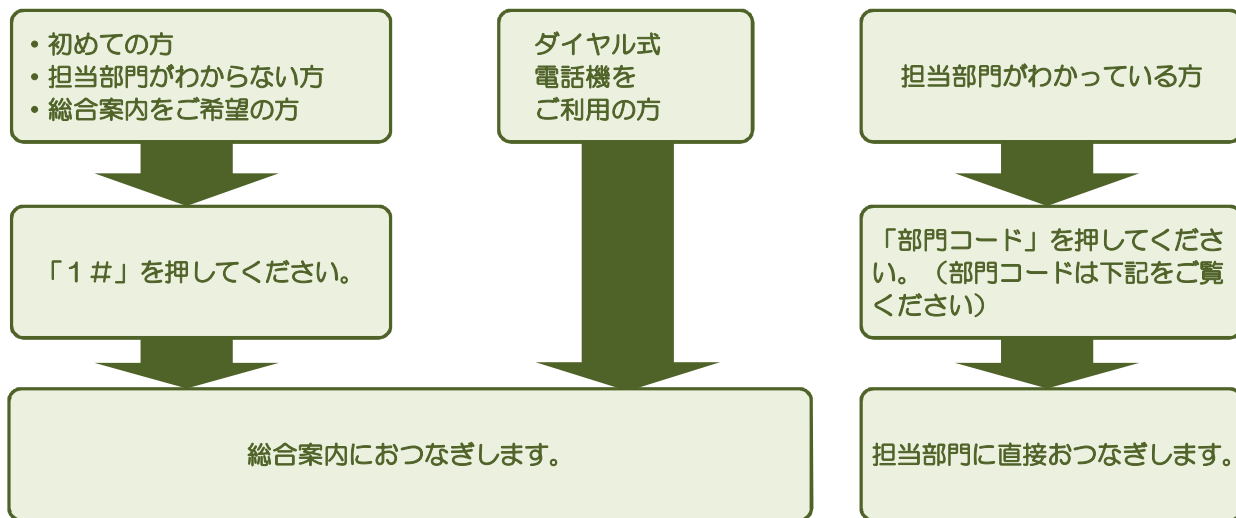 ・初めての方
・担当部門がわからない方
・総合案内をご希望の方
ダイヤル式
電話機を
ご利用の方
担当部門がわかっている方
「１＃」を押してください。
「部門コード」を押してくださ
い。（部門コードは下記をご覧
ください）
総合案内におつなぎします。
担当部門に直接おつなぎします。